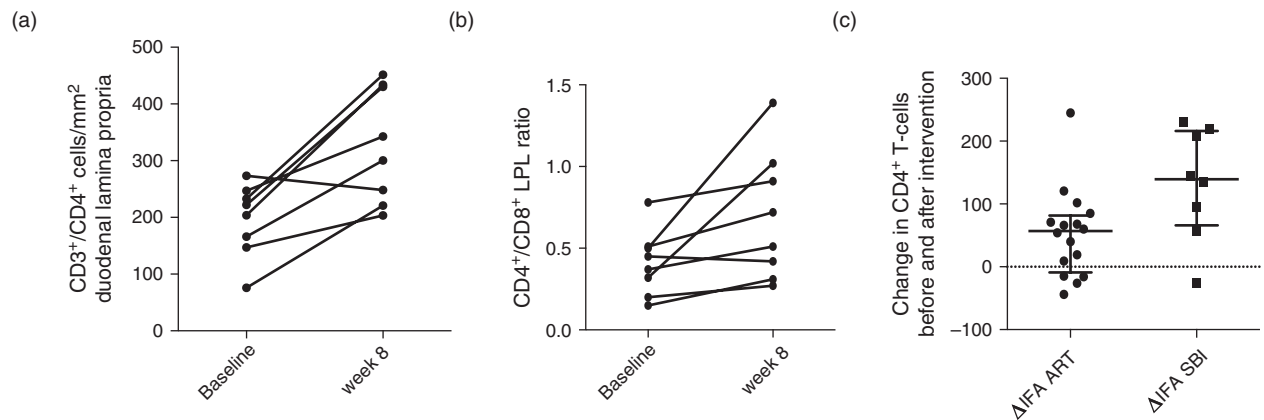 (a)
CD3⁺/CD4⁺ cells/mm²
duodenal lamina propria
500
400
300
200
100
0
Baseline
week 8
(b)
CD4⁺/CD8⁺ LPL ratio
1.5
1.0
0.5
0.0
Baseline
week 8
(c)
Change in CD4⁺ T-cells
before and after intervention
300
200
100
0
–100
ΔIFA ART
ΔIFA SBI